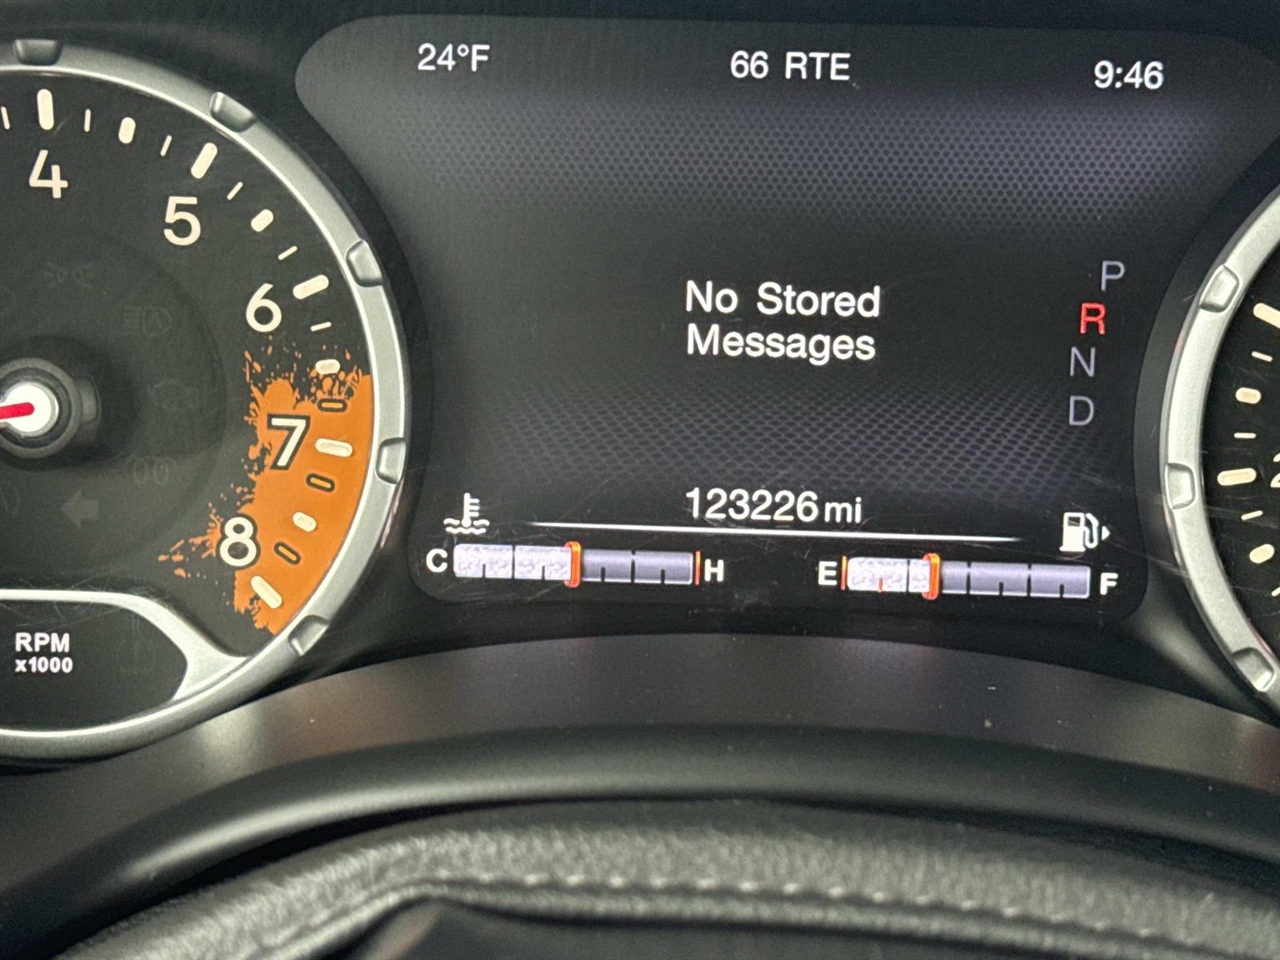 24°F
66 RTE
9:46
4
5
6
7
8
RPM
x1000
No Stored
Messages
P
R
N
D
123226 mi
C
H
E
F